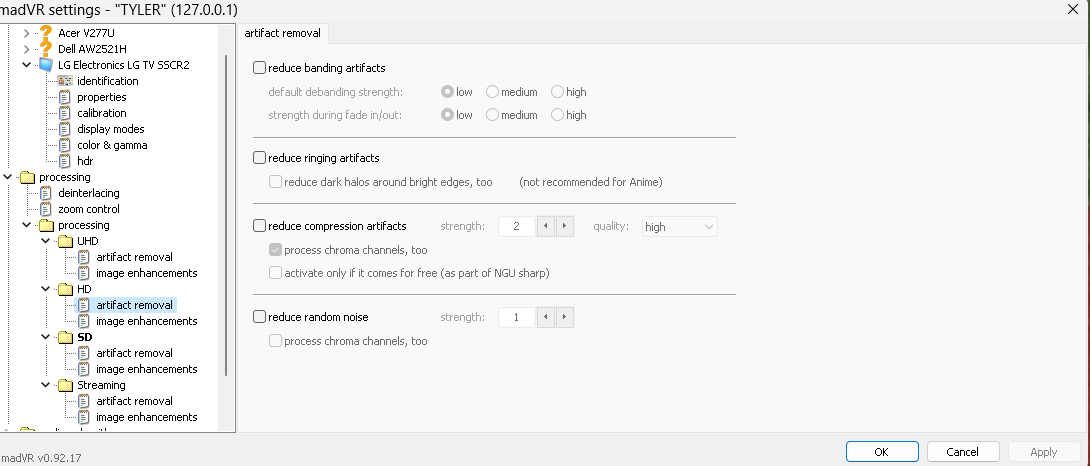 madVR settings - "TYLER" (127.0.0.1)
Acer V277U
Dell AW2521H
LG Electronics LG TV SSCR2
identification
properties
calibration
display modes
color & gamma
hdr
processing
deinterlacing
zoom control
processing
UHD
artifact removal
image enhancements
HD
artifact removal
image enhancements
SD
artifact removal
image enhancements
Streaming
artifact removal
image enhancements
madVR v0.92.17
artifact removal
reduce banding artifacts
default debanding strength: low medium high
strength during fade in/out: low medium high
reduce ringing artifacts
reduce dark halos around bright edges, too (not recommended for Anime)
reduce compression artifacts strength: 2 quality: high
process chroma channels, too
activate only if it comes for free (as part of NGU sharp)
reduce random noise strength: 1
process chroma channels, too
OK Cancel Apply